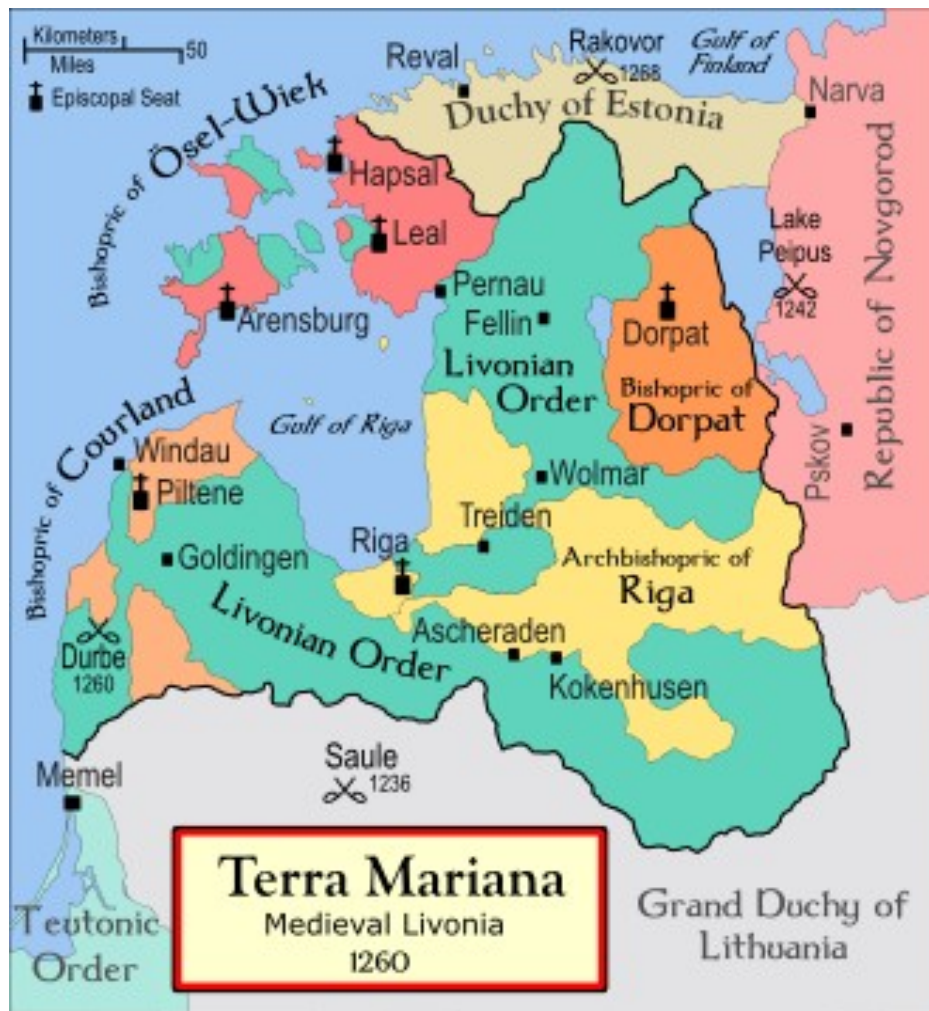 Kilometers
50
Miles
Episcopal Seat
Reval
Rakovor
1268
Gulf of
Finland
Narva
Duchy of Estonia
Bishopric of Ösel-Wiek
Hapsal
Leal
Arensburg
Pernau
Fellin
Livonian
Order
Dorpat
Bishopric of
Dorpat
Lake
Peipus
1242
Republic of Novgorod
Pskov
Bishopric of Courland
Gulf of Riga
Windau
Piltene
Goldingen
Wolmar
Treiden
Riga
Archbishopric of
Riga
Livonian Order
Ascheraden
Kokenhusen
Durbe
1260
Memel
Saule
1236
Teutonic
Order
Terra Mariana
Medieval Livonia
1260
Grand Duchy of
Lithuania